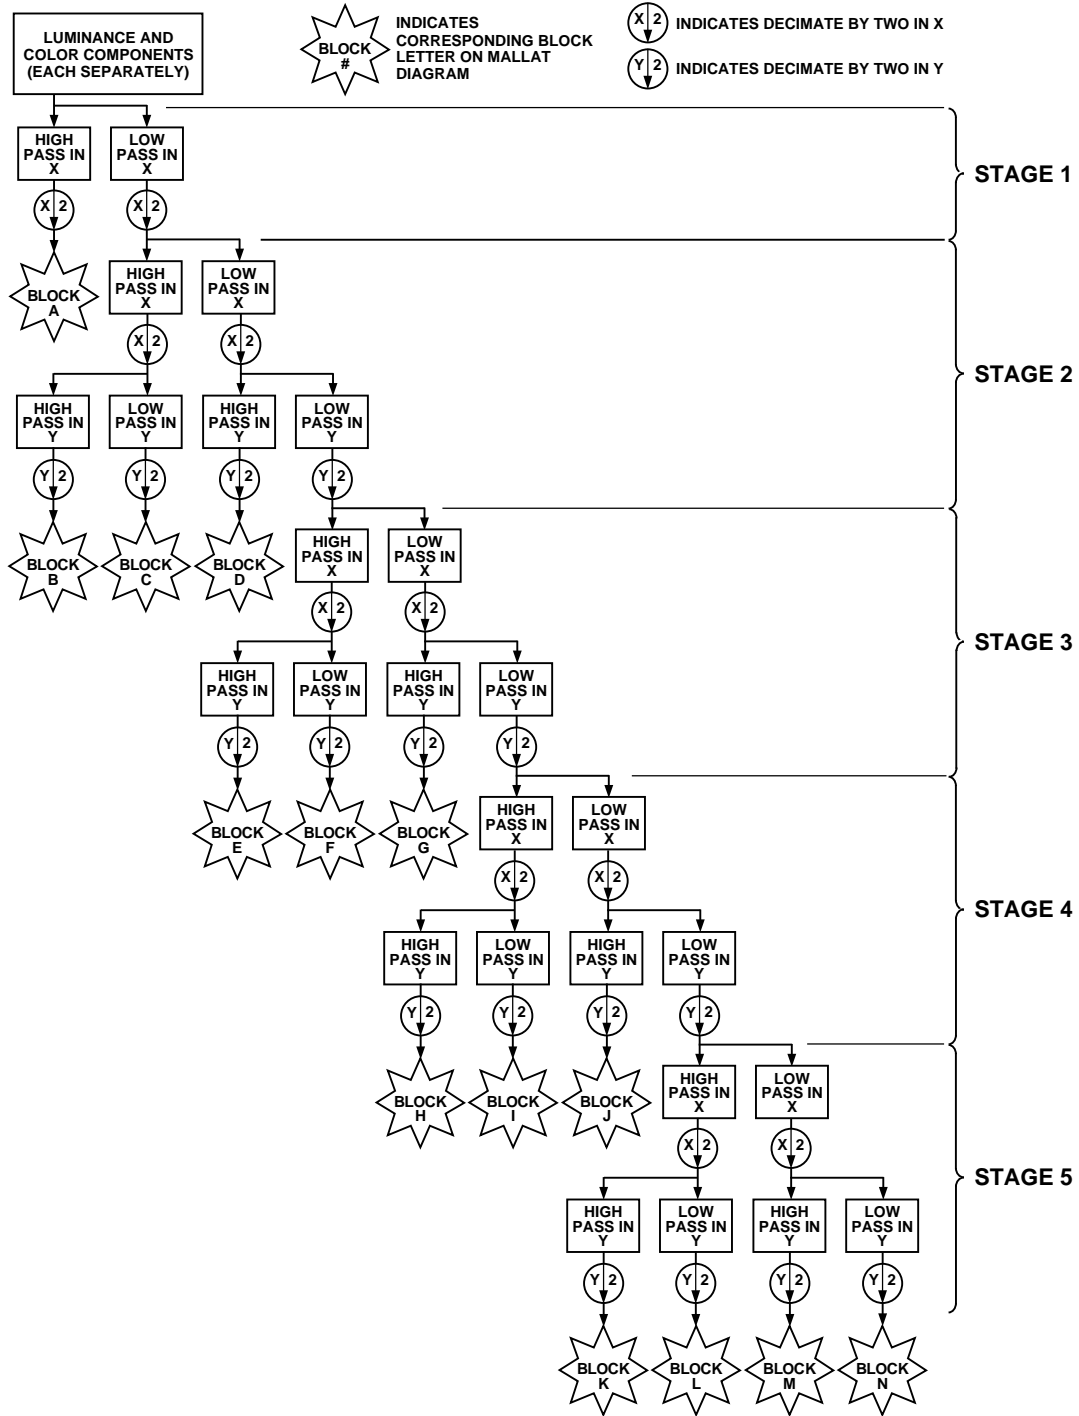 LUMINANCE AND
COLOR COMPONENTS
(EACH SEPARATELY)
BLOCK
#
INDICATES
CORRESPONDING BLOCK
LETTER ON MALLAT
DIAGRAM
X 2
INDICATES DECIMATE BY TWO IN X
Y 2
INDICATES DECIMATE BY TWO IN Y
HIGH
PASS IN
X
LOW
PASS IN
X
STAGE 1
X 2
X 2
BLOCK
A
HIGH
PASS IN
X
LOW
PASS IN
X
X 2
X 2
STAGE 2
HIGH
PASS IN
Y
LOW
PASS IN
Y
HIGH
PASS IN
Y
LOW
PASS IN
Y
Y 2
Y 2
Y 2
Y 2
BLOCK
B
BLOCK
C
BLOCK
D
HIGH
PASS IN
X
LOW
PASS IN
X
X 2
X 2
STAGE 3
HIGH
PASS IN
Y
LOW
PASS IN
Y
HIGH
PASS IN
Y
LOW
PASS IN
Y
Y 2
Y 2
Y 2
Y 2
BLOCK
E
BLOCK
F
BLOCK
G
HIGH
PASS IN
X
LOW
PASS IN
X
X 2
X 2
STAGE 4
HIGH
PASS IN
Y
LOW
PASS IN
Y
HIGH
PASS IN
Y
LOW
PASS IN
Y
Y 2
Y 2
Y 2
Y 2
BLOCK
H
BLOCK
I
BLOCK
J
HIGH
PASS IN
X
LOW
PASS IN
X
X 2
X 2
STAGE 5
HIGH
PASS IN
Y
LOW
PASS IN
Y
HIGH
PASS IN
Y
LOW
PASS IN
Y
Y 2
Y 2
Y 2
Y 2
BLOCK
K
BLOCK
L
BLOCK
M
BLOCK
N